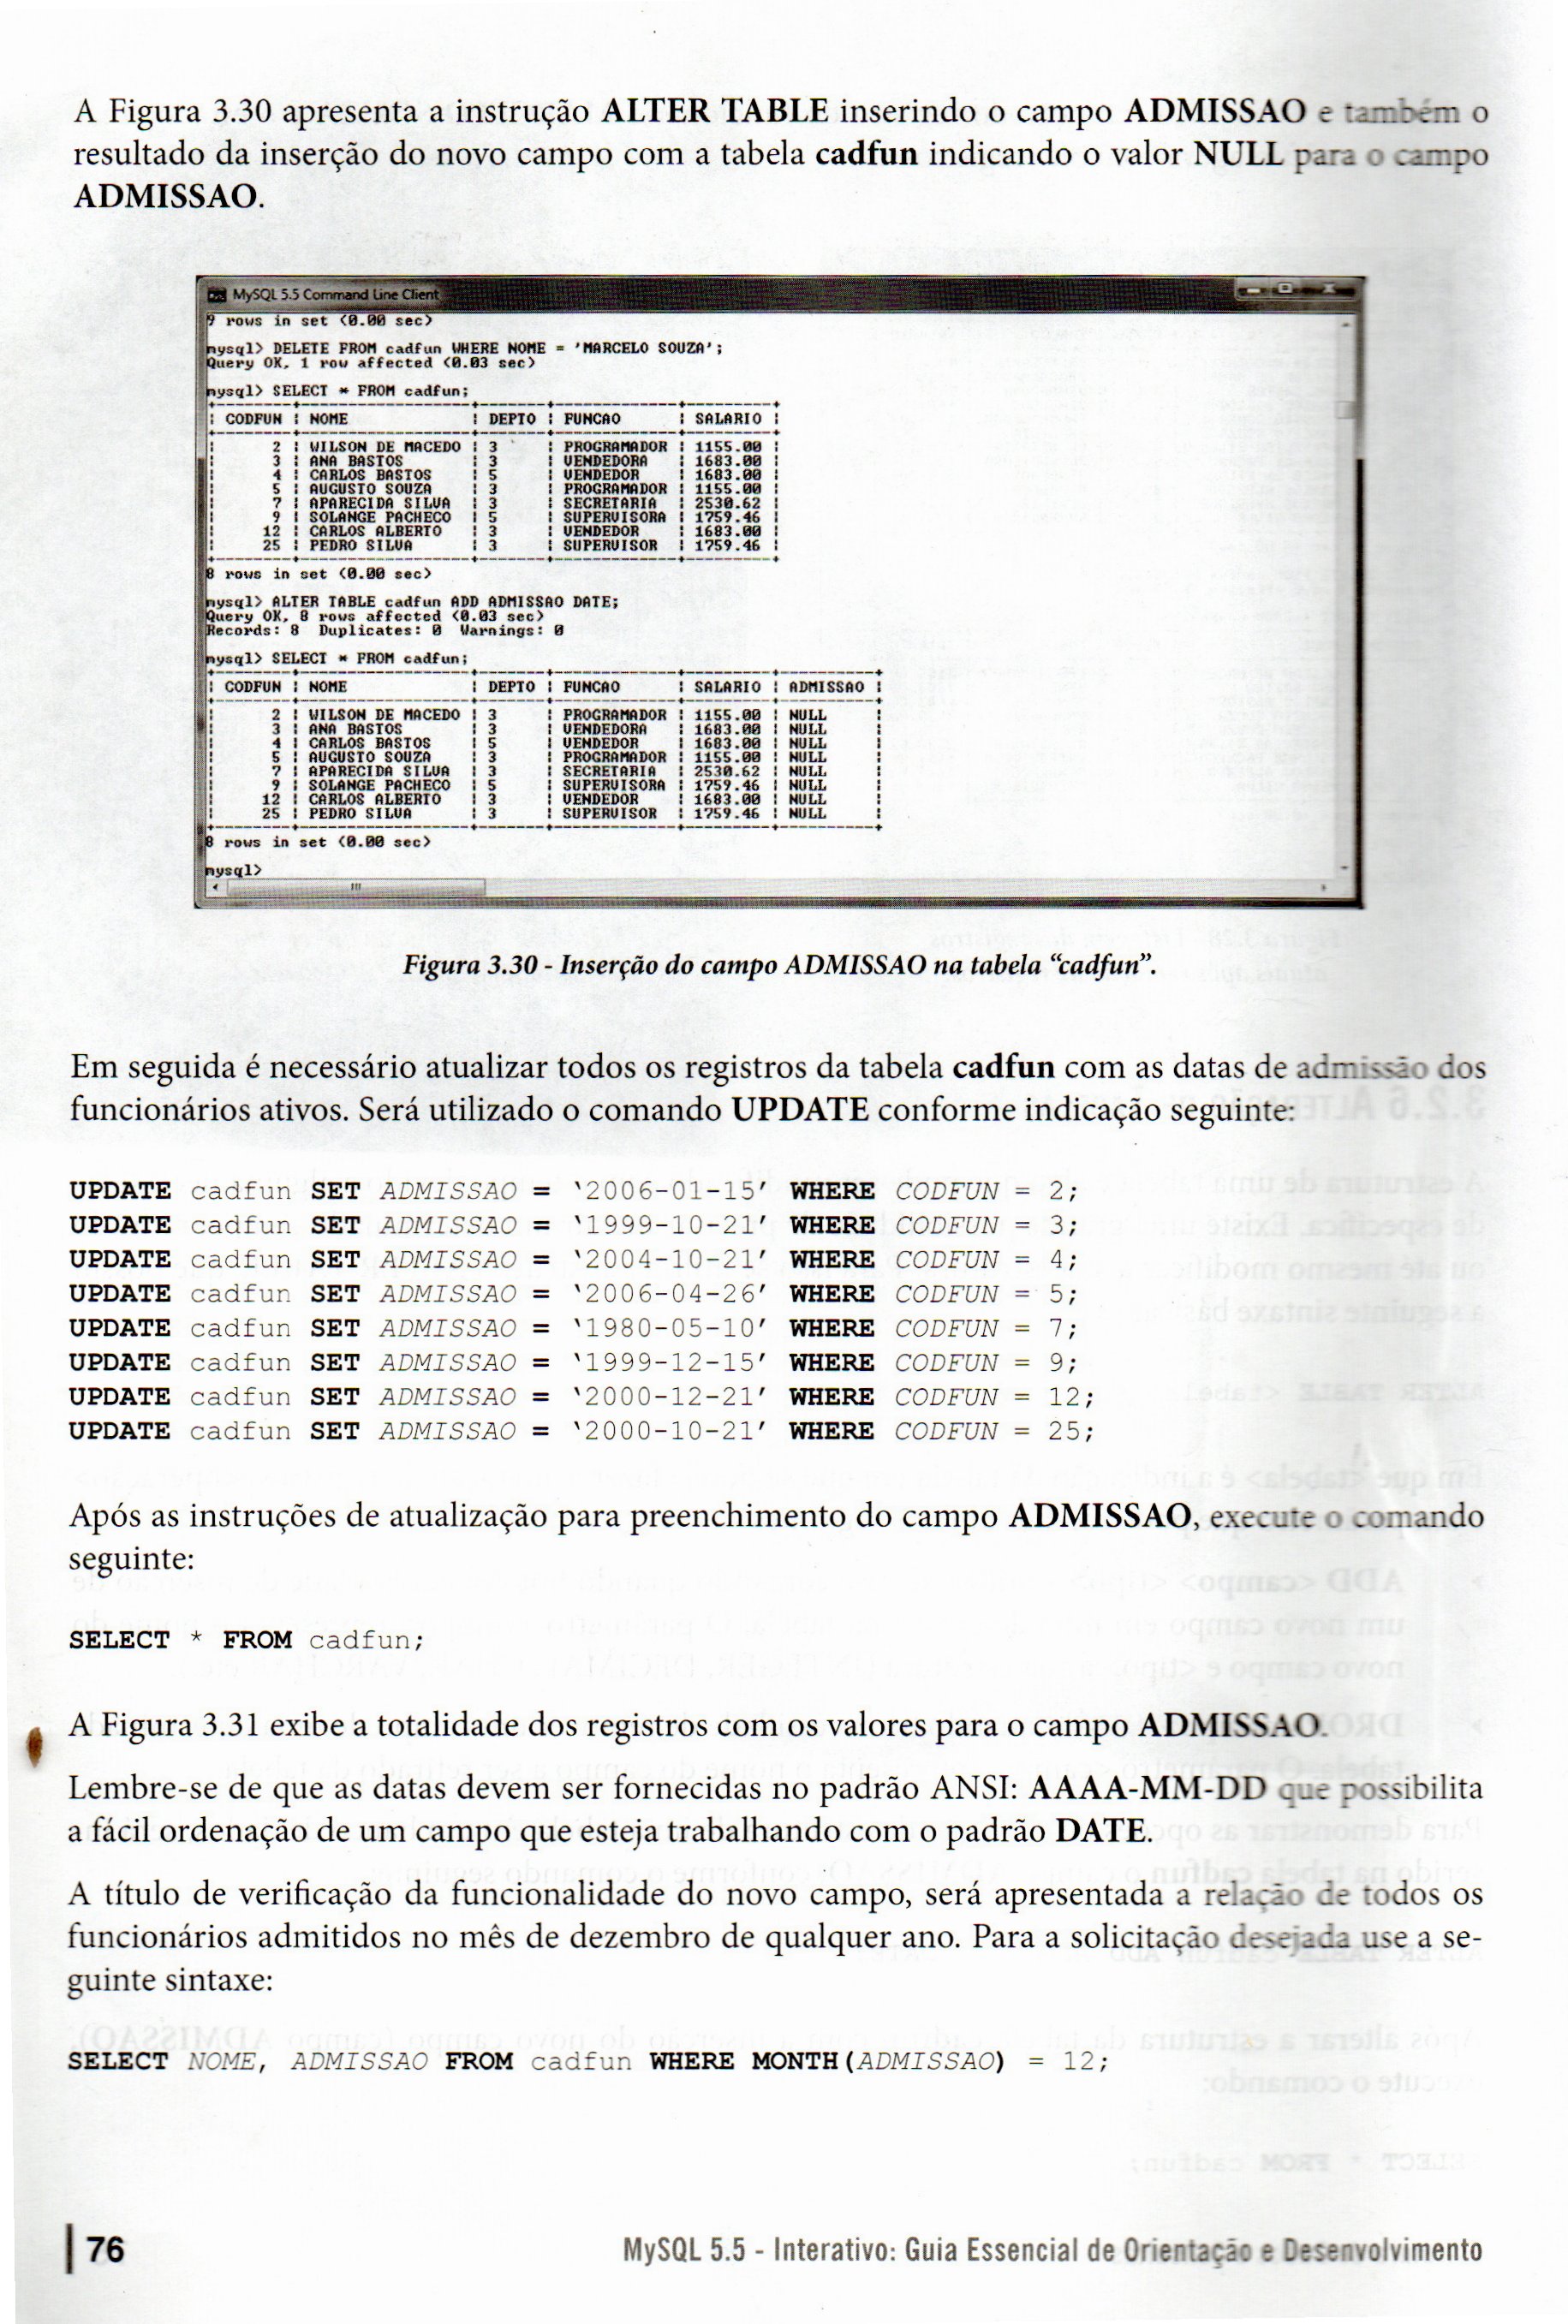 A Figura 3.30 apresenta a instrução ALTER TABLE inserindo o campo ADMISSAO e também o
resultado da inserção do novo campo com a tabela cadfun indicando o valor NULL para o campo
ADMISSAO.
MySQL 5.5 Command Line Client
9 rows in set (0.00 sec)
mysql> DELETE FROM cadfun WHERE NOME = 'MARCELO SOUZA';
Query OK, 1 row affected (0.03 sec)
mysql> SELECT * FROM cadfun;
| CODFUN | NOME | DEPTO | FUNCAO | SALARIO |
| 2 | WILSON DE MACEDO | 3 | PROGRAMADOR | 1155.00 |
| 3 | ANA BASTOS | 3 | VENDEDORA | 1683.00 |
| 4 | CARLOS BASTOS | 5 | VENDEDOR | 1683.00 |
| 5 | AUGUSTO SOUZA | 3 | PROGRAMADOR | 1155.00 |
| 7 | APARECIDA SILVA | 3 | SECRETARIA | 2530.62 |
| 9 | SOLANGE PACHECO | 5 | SUPERVISORA | 1759.46 |
| 12 | CARLOS ALBERTO | 3 | VENDEDOR | 1683.00 |
| 25 | PEDRO SILVA | 3 | SUPERVISOR | 1759.46 |
8 rows in set (0.00 sec)
mysql> ALTER TABLE cadfun ADD ADMISSAO DATE;
Query OK, 8 rows affected (0.03 sec)
Records: 8 Duplicates: 0 Warnings: 0
mysql> SELECT * FROM cadfun;
| CODFUN | NOME | DEPTO | FUNCAO | SALARIO | ADMISSAO |
| 2 | WILSON DE MACEDO | 3 | PROGRAMADOR | 1155.00 | NULL |
| 3 | ANA BASTOS | 3 | VENDEDORA | 1683.00 | NULL |
| 4 | CARLOS BASTOS | 5 | VENDEDOR | 1683.00 | NULL |
| 5 | AUGUSTO SOUZA | 3 | PROGRAMADOR | 1155.00 | NULL |
| 7 | APARECIDA SILVA | 3 | SECRETARIA | 2530.62 | NULL |
| 9 | SOLANGE PACHECO | 5 | SUPERVISORA | 1759.46 | NULL |
| 12 | CARLOS ALBERTO | 3 | VENDEDOR | 1683.00 | NULL |
| 25 | PEDRO SILVA | 3 | SUPERVISOR | 1759.46 | NULL |
8 rows in set (0.00 sec)
mysql>
Figura 3.30 - Inserção do campo ADMISSAO na tabela “cadfun”.
Em seguida é necessário atualizar todos os registros da tabela cadfun com as datas de admissão dos
funcionários ativos. Será utilizado o comando UPDATE conforme indicação seguinte:
UPDATE cadfun SET ADMISSAO = ‘2006-01-15’ WHERE CODFUN = 2;
UPDATE cadfun SET ADMISSAO = ‘1999-10-21’ WHERE CODFUN = 3;
UPDATE cadfun SET ADMISSAO = ‘2004-10-21’ WHERE CODFUN = 4;
UPDATE cadfun SET ADMISSAO = ‘2006-04-26’ WHERE CODFUN = 5;
UPDATE cadfun SET ADMISSAO = ‘1980-05-10’ WHERE CODFUN = 7;
UPDATE cadfun SET ADMISSAO = ‘1999-12-15’ WHERE CODFUN = 9;
UPDATE cadfun SET ADMISSAO = ‘2000-12-21’ WHERE CODFUN = 12;
UPDATE cadfun SET ADMISSAO = ‘2000-10-21’ WHERE CODFUN = 25;
Após as instruções de atualização para preenchimento do campo ADMISSAO, execute o comando
seguinte:
SELECT * FROM cadfun;
A Figura 3.31 exibe a totalidade dos registros com os valores para o campo ADMISSAO.
Lembre-se de que as datas devem ser fornecidas no padrão ANSI: AAAA-MM-DD que possibilita
a fácil ordenação de um campo que esteja trabalhando com o padrão DATE.
A título de verificação da funcionalidade do novo campo, será apresentada a relação de todos os
funcionários admitidos no mês de dezembro de qualquer ano. Para a solicitação desejada use a se-
guinte sintaxe:
SELECT NOME, ADMISSAO FROM cadfun WHERE MONTH(ADMISSAO) = 12;
76 MySQL 5.5 - Interativo: Guia Essencial de Orientação e Desenvolvimento